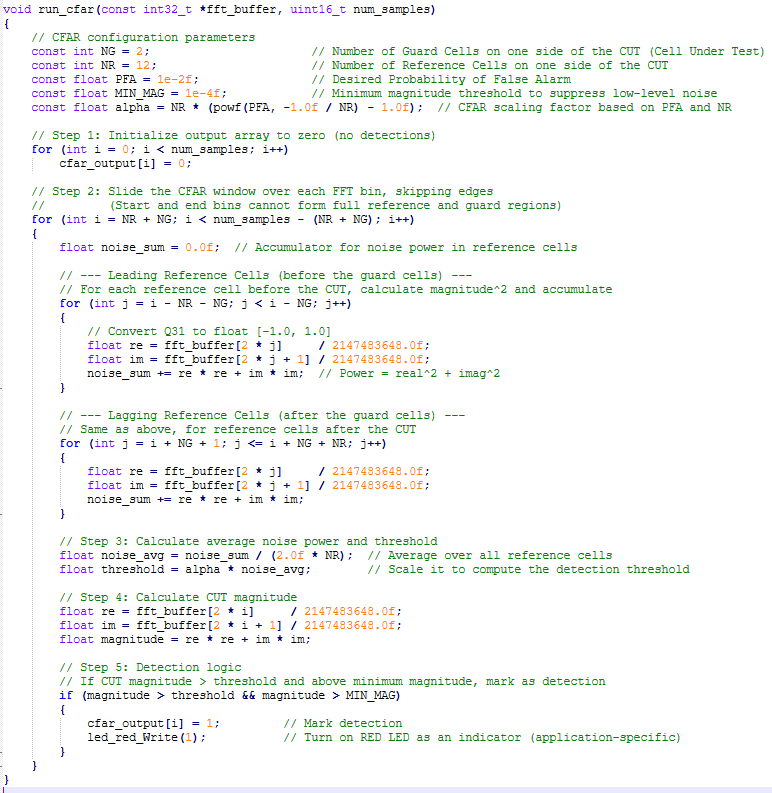 void run_cfar(const int32_t *fft_buffer, uint16_t num_samples)
{
    // CFAR configuration parameters
    const int NG = 2;                       // Number of Guard Cells on one side of the CUT (Cell Under Test)
    const int NR = 12;                      // Number of Reference Cells on one side of the CUT
    const float PFA = 1e-2f;                // Desired Probability of False Alarm
    const float MIN_MAG = 1e-4f;            // Minimum magnitude threshold to suppress low-level noise
    const float alpha = NR * (powf(PFA, -1.0f / NR) - 1.0f);  // CFAR scaling factor based on PFA and NR

    // Step 1: Initialize output array to zero (no detections)
    for (int i = 0; i < num_samples; i++)
        cfar_output[i] = 0;

    // Step 2: Slide the CFAR window over each FFT bin, skipping edges
    //         (Start and end bins cannot form full reference and guard regions)
    for (int i = NR + NG; i < num_samples - (NR + NG); i++)
    {
        float noise_sum = 0.0f;  // Accumulator for noise power in reference cells

        // --- Leading Reference Cells (before the guard cells) ---
        // For each reference cell before the CUT, calculate magnitude^2 and accumulate
        for (int j = i - NR - NG; j < i - NG; j++)
        {
            // Convert Q31 to float [-1.0, 1.0]
            float re = fft_buffer[2 * j]     / 2147483648.0f;
            float im = fft_buffer[2 * j + 1] / 2147483648.0f;
            noise_sum += re * re + im * im;  // Power = real^2 + imag^2
        }

        // --- Lagging Reference Cells (after the guard cells) ---
        // Same as above, for reference cells after the CUT
        for (int j = i + NG + 1; j <= i + NG + NR; j++)
        {
            float re = fft_buffer[2 * j]     / 2147483648.0f;
            float im = fft_buffer[2 * j + 1] / 2147483648.0f;
            noise_sum += re * re + im * im;
        }

        // Step 3: Calculate average noise power and threshold
        float noise_avg = noise_sum / (2.0f * NR);  // Average over all reference cells
        float threshold = alpha * noise_avg;        // Scale it to compute the detection threshold

        // Step 4: Calculate CUT magnitude
        float re = fft_buffer[2 * i]     / 2147483648.0f;
        float im = fft_buffer[2 * i + 1] / 2147483648.0f;
        float magnitude = re * re + im * im;

        // Step 5: Detection logic
        // If CUT magnitude > threshold and above minimum magnitude, mark as detection
        if (magnitude > threshold && magnitude > MIN_MAG)
        {
            cfar_output[i] = 1;         // Mark detection
            led_red_Write(1);           // Turn on RED LED as an indicator (application-specific)
        }
    }
}